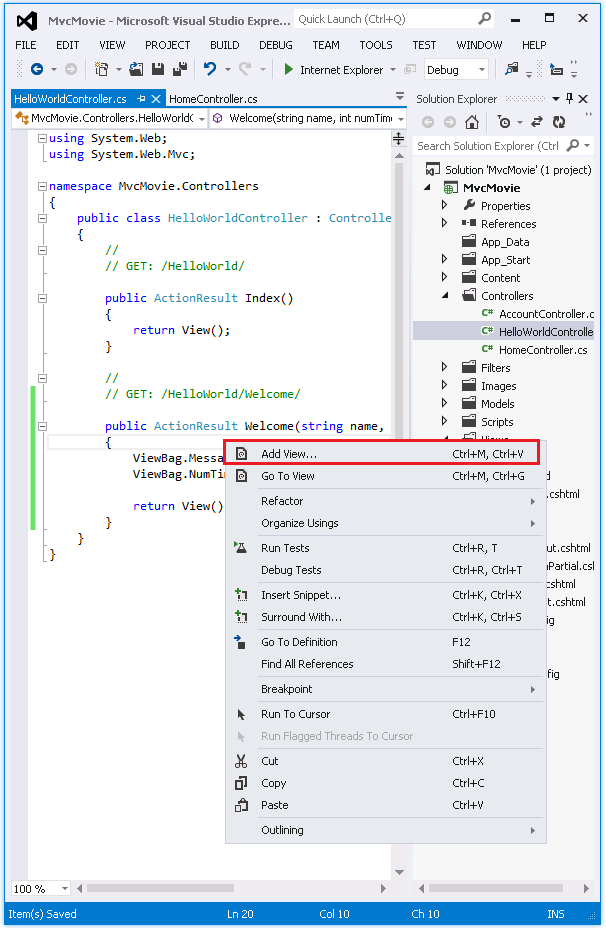 MvcMovie - Microsoft Visual Studio Expre...
Quick Launch (Ctrl+Q)
FILE EDIT VIEW PROJECT BUILD DEBUG TEAM TOOLS TEST WINDOW HELP
Internet Explorer Debug
HelloWorldController.cs HomeController.cs
MvcMovie.Controllers.HelloWorldC Welcome(string name, int numTime
using System.Web;
using System.Web.Mvc;
namespace MvcMovie.Controllers
{
public class HelloWorldController : Controlle
{
//
// GET: /HelloWorld/
public ActionResult Index()
{
return View();
}
//
// GET: /HelloWorld/Welcome/
public ActionResult Welcome(string name,
{
ViewBag.Messa
ViewBag.NumTi
return View()
}
}
}
100 %
Solution Explorer
Search Solution Explorer (Ctrl
Solution 'MvcMovie' (1 project)
MvcMovie
Properties
References
App_Data
App_Start
Content
Controllers
C# AccountController.c
C# HelloWorldControlle
C# HomeController.cs
Filters
Images
Models
Scripts
Views
d
.cshtml
ut.cshtml
nPartial.csl
cshtml
t.cshtml
ig
fig
Add View... Ctrl+M, Ctrl+V
Go To View Ctrl+M, Ctrl+G
Refactor
Organize Usings
Run Tests Ctrl+R, T
Debug Tests Ctrl+R, Ctrl+T
Insert Snippet... Ctrl+K, Ctrl+X
Surround With... Ctrl+K, Ctrl+S
Go To Definition F12
Find All References Shift+F12
Breakpoint
Run To Cursor Ctrl+F10
Run Flagged Threads To Cursor
Cut Ctrl+X
Copy Ctrl+C
Paste Ctrl+V
Outlining
Item(s) Saved Ln 20 Col 10 Ch 10 INS